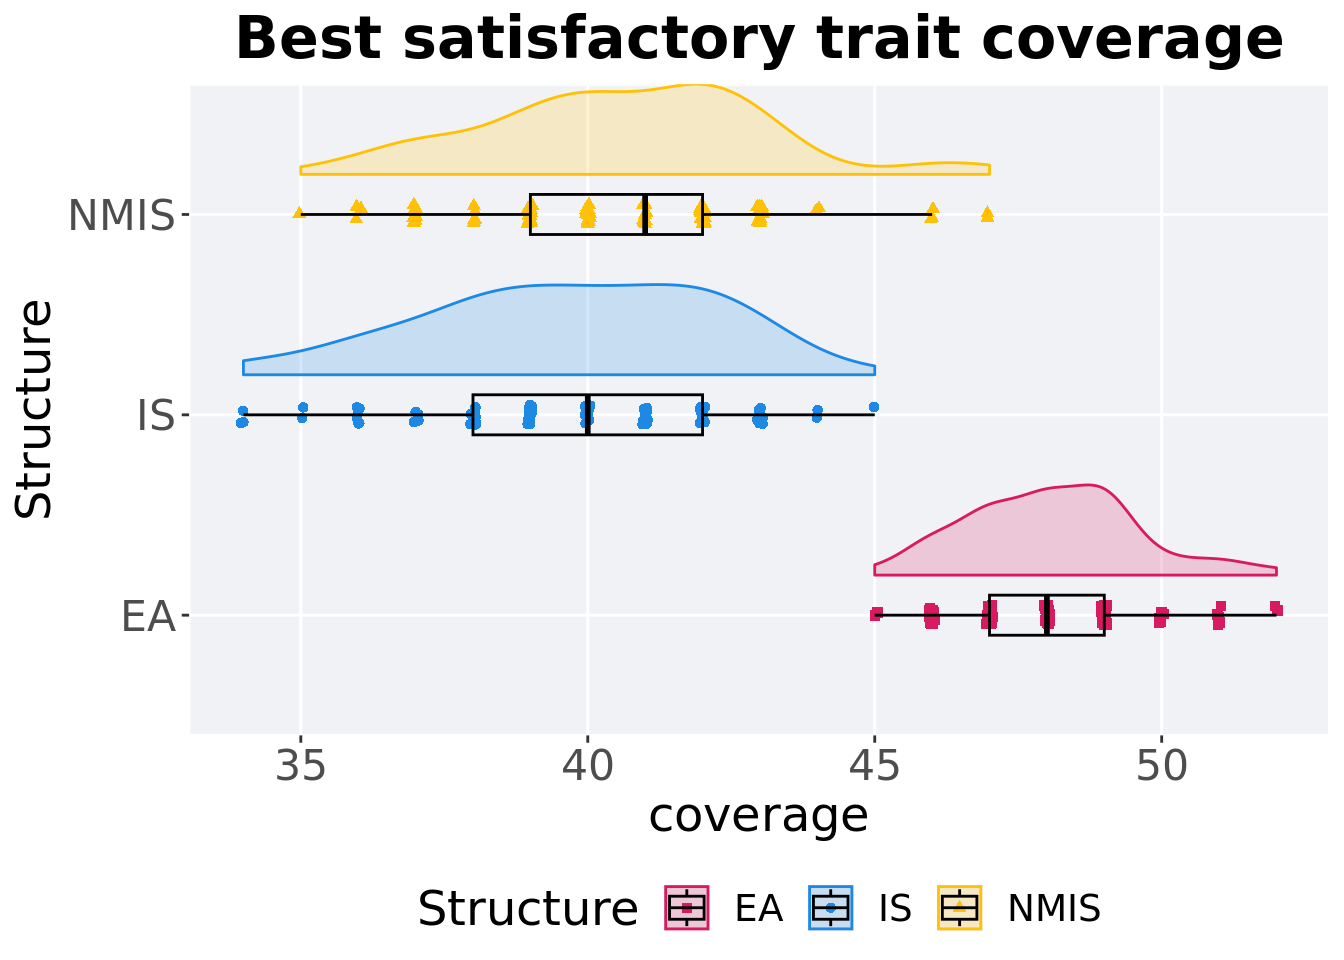 Best satisfactory trait coverage
Structure
NMIS
IS
EA
35 40 45 50
coverage
Structure EA IS NMIS